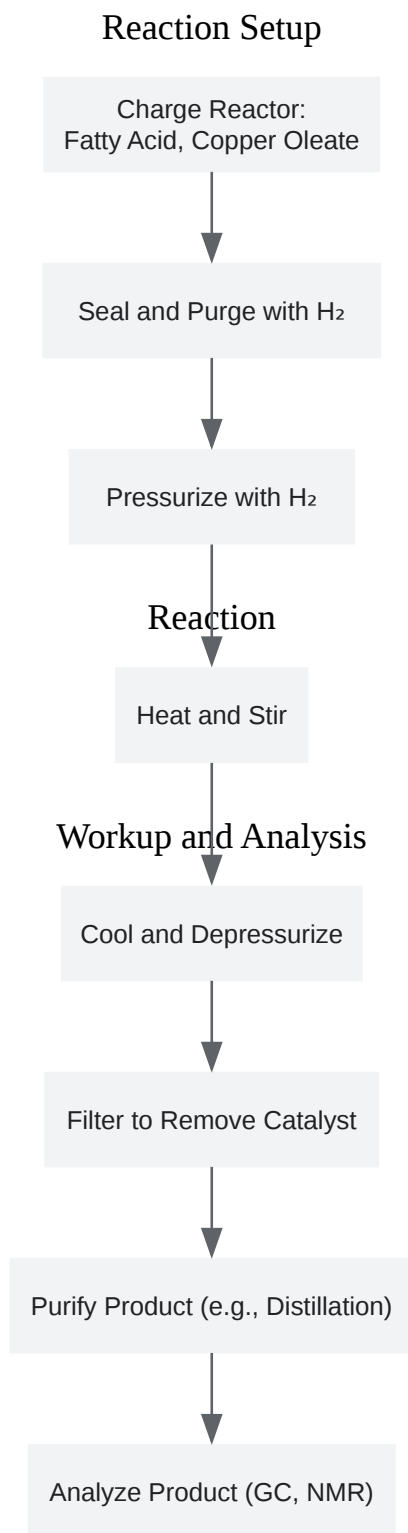 Reaction Setup
Charge Reactor:
Fatty Acid, Copper Oleate
Seal and Purge with H₂
Pressurize with H₂
Reaction
Heat and Stir
Workup and Analysis
Cool and Depressurize
Filter to Remove Catalyst
Purify Product (e.g., Distillation)
Analyze Product (GC, NMR)